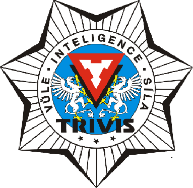 VŮLE · INTELIGENCE · SÍLA
TRIVIS